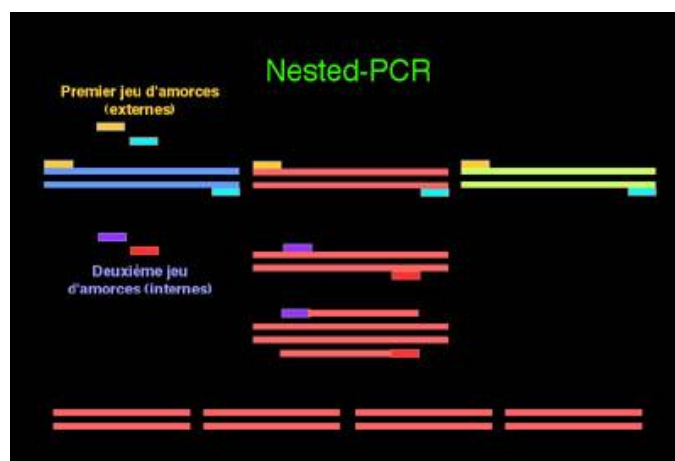 Nested-PCR
Premier jeu d'amorces
(externes)
Deuxième jeu
d'amorces (internes)